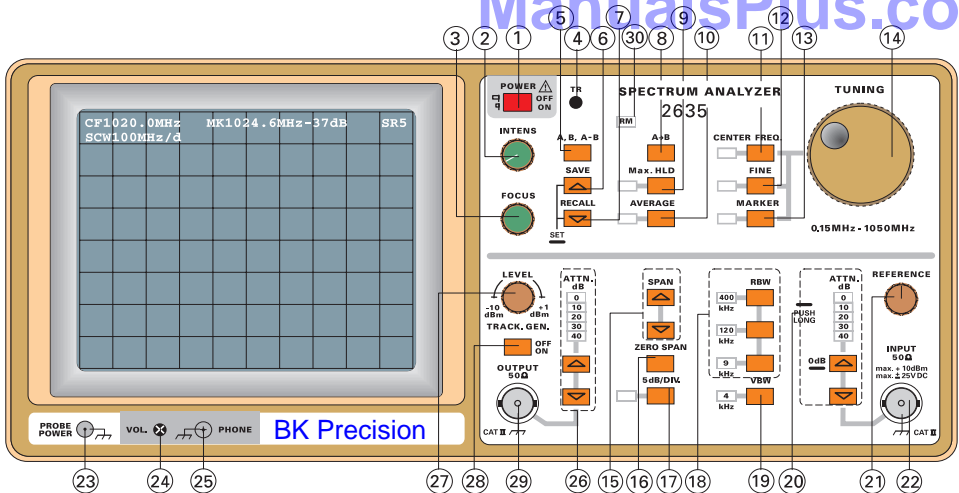 ManualsPlus.co
5 7 9 12
3 2 1 4 6 30 8 10 11 13 14
POWER
OFF
ON
TR
SPECTRUM ANALYZER
2635
TUNING
RM
CF1020.0MHz MK1024.6MHz-37dB SR5
SCW100MHz/d
INTENS
A, B, A-B
A→B
CENTER FREQ.
SAVE
Max. HLD
FINE
FOCUS
RECALL
AVERAGE
MARKER
SET
0,15MHz - 1050MHz
LEVEL
-10
dBm
+1
dBm
ATTN.
dB
0
10
20
30
40
SPAN
RBW
400
kHz
120
kHz
9
kHz
PUSH
LONG
ATTN.
dB
0
10
20
30
40
REFERENCE
TRACK. GEN.
OFF
ON
ZERO SPAN
0dB
INPUT
50Ω
max. + 10dBm
max. ± 25V DC
OUTPUT
50Ω
5dB/DIV.
VBW
4
kHz
CAT II
CAT II
PROBE
POWER
VOL.
PHONE
BK Precision
23 24 25 27 28 29 26 15 16 17 18 19 20 21 22